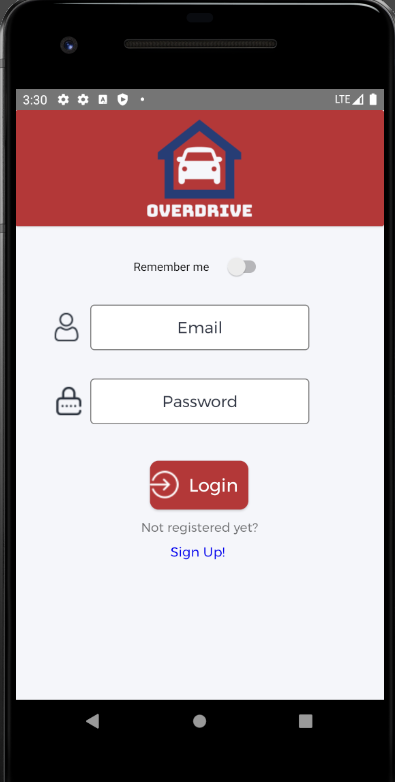 3:30 LTE
OVERDRIVE
Remember me
Email
Password
Login
Not registered yet?
Sign Up!